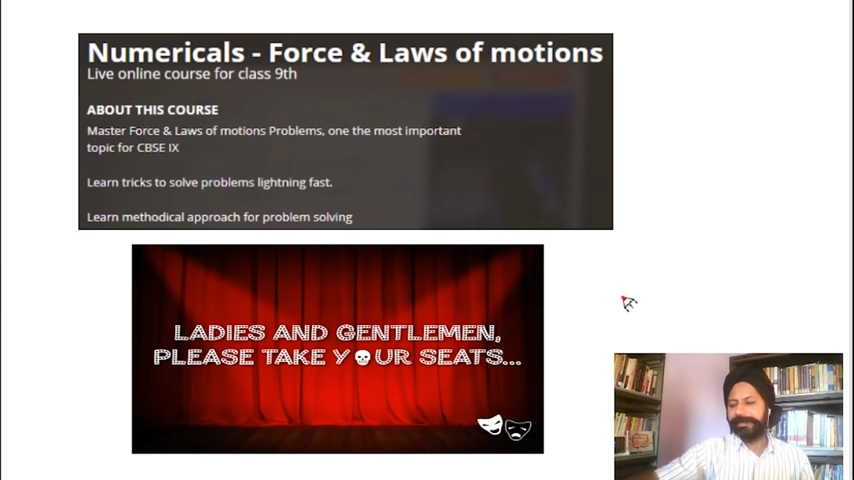 Numericals - Force & Laws of motions
Live online course for class 9th
ABOUT THIS COURSE
Master Force & Laws of motions Problems, one the most important
topic for CBSE IX
Learn tricks to solve problems lightning fast.
Learn methodical approach for problem solving
LADIES AND GENTLEMEN,
PLEASE TAKE YOUR SEATS...